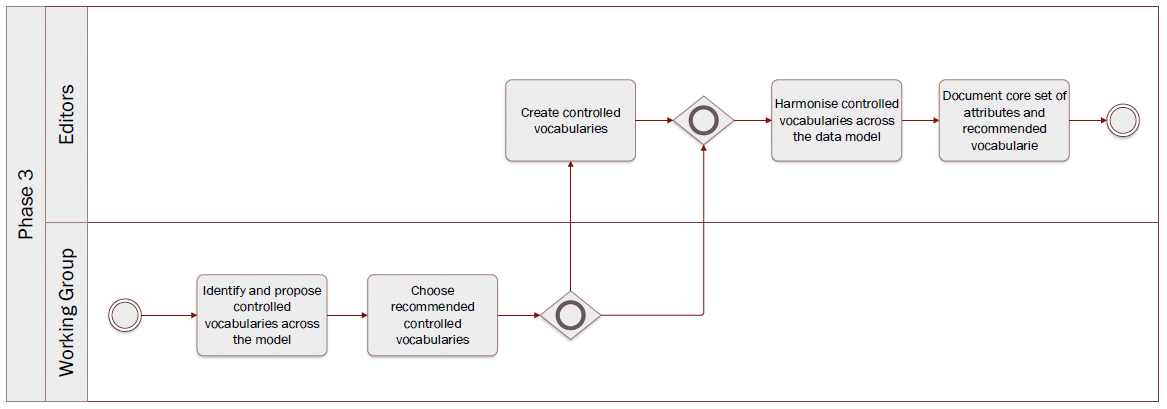 Phase 3
Editors
Create controlled
vocabularies
Harmonise controlled
vocabularies across
the data model
Document core set of
attributes and
recommended
vocabularie
Working Group
Identify and propose
controlled
vocabularies across
the model
Choose
recommended
controlled
vocabularies